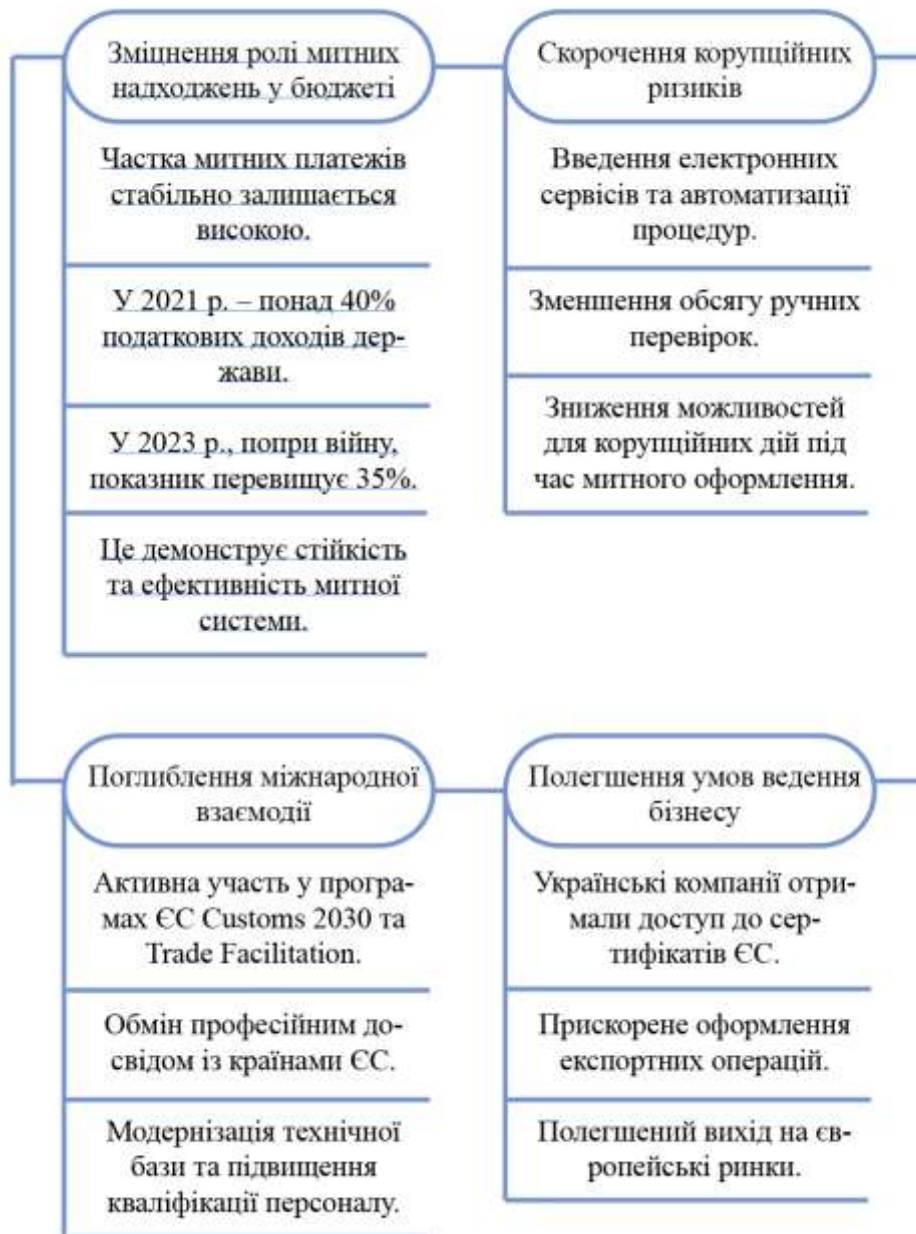 Зміцнення ролі митних
надходжень у бюджеті
Частка митних платежів
стабільно залишається
високою.
У 2021 р. – понад 40%
податкових доходів дер-
жави.
У 2023 р., попри війну,
показник перевищує 35%.
Це демонструє стійкість
та ефективність митної
системи.
Скорочення корупційних
ризиків
Введення електронних
сервісів та автоматизації
процедур.
Зменшення обсягу ручних
перевірок.
Зниження можливостей
для корупційних дій під
час митного оформлення.
Поглиблення міжнародної
взаємодії
Активна участь у програ-
мах ЄС Customs 2030 та
Trade Facilitation.
Обмін професійним до-
свідом із країнами ЄС.
Модернізація технічної
бази та підвищення
кваліфікації персоналу.
Полегшення умов ведення
бізнесу
Українські компанії отри-
мали доступ до сер-
тифікатів ЄС.
Прискорене оформлення
експортних операцій.
Полегшений вихід на єв-
ропейські ринки.